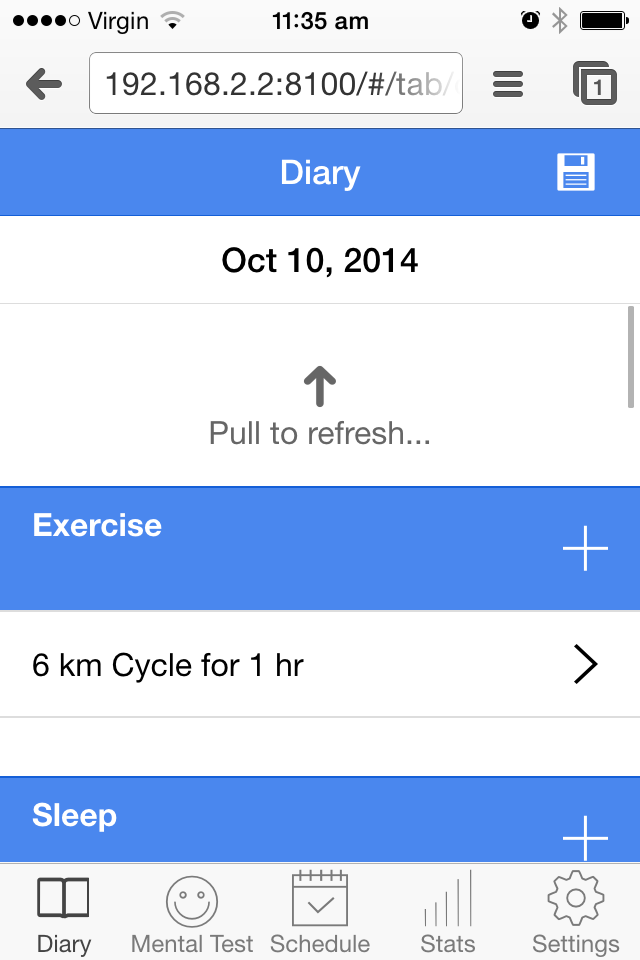 Virgin 11:35 am
192.168.2.2:8100/#/tab/
1
Diary
Oct 10, 2014
Pull to refresh...
Exercise
6 km Cycle for 1 hr
Sleep
Diary Mental Test Schedule Stats Settings